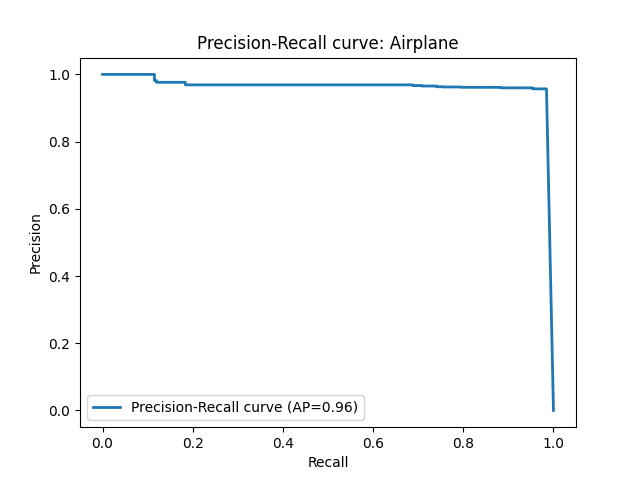 Precision-Recall curve: Airplane
1.0
0.8
0.6
0.4
0.2
0.0
Precision
Precision-Recall curve (AP=0.96)
0.0 0.2 0.4 0.6 0.8 1.0
Recall